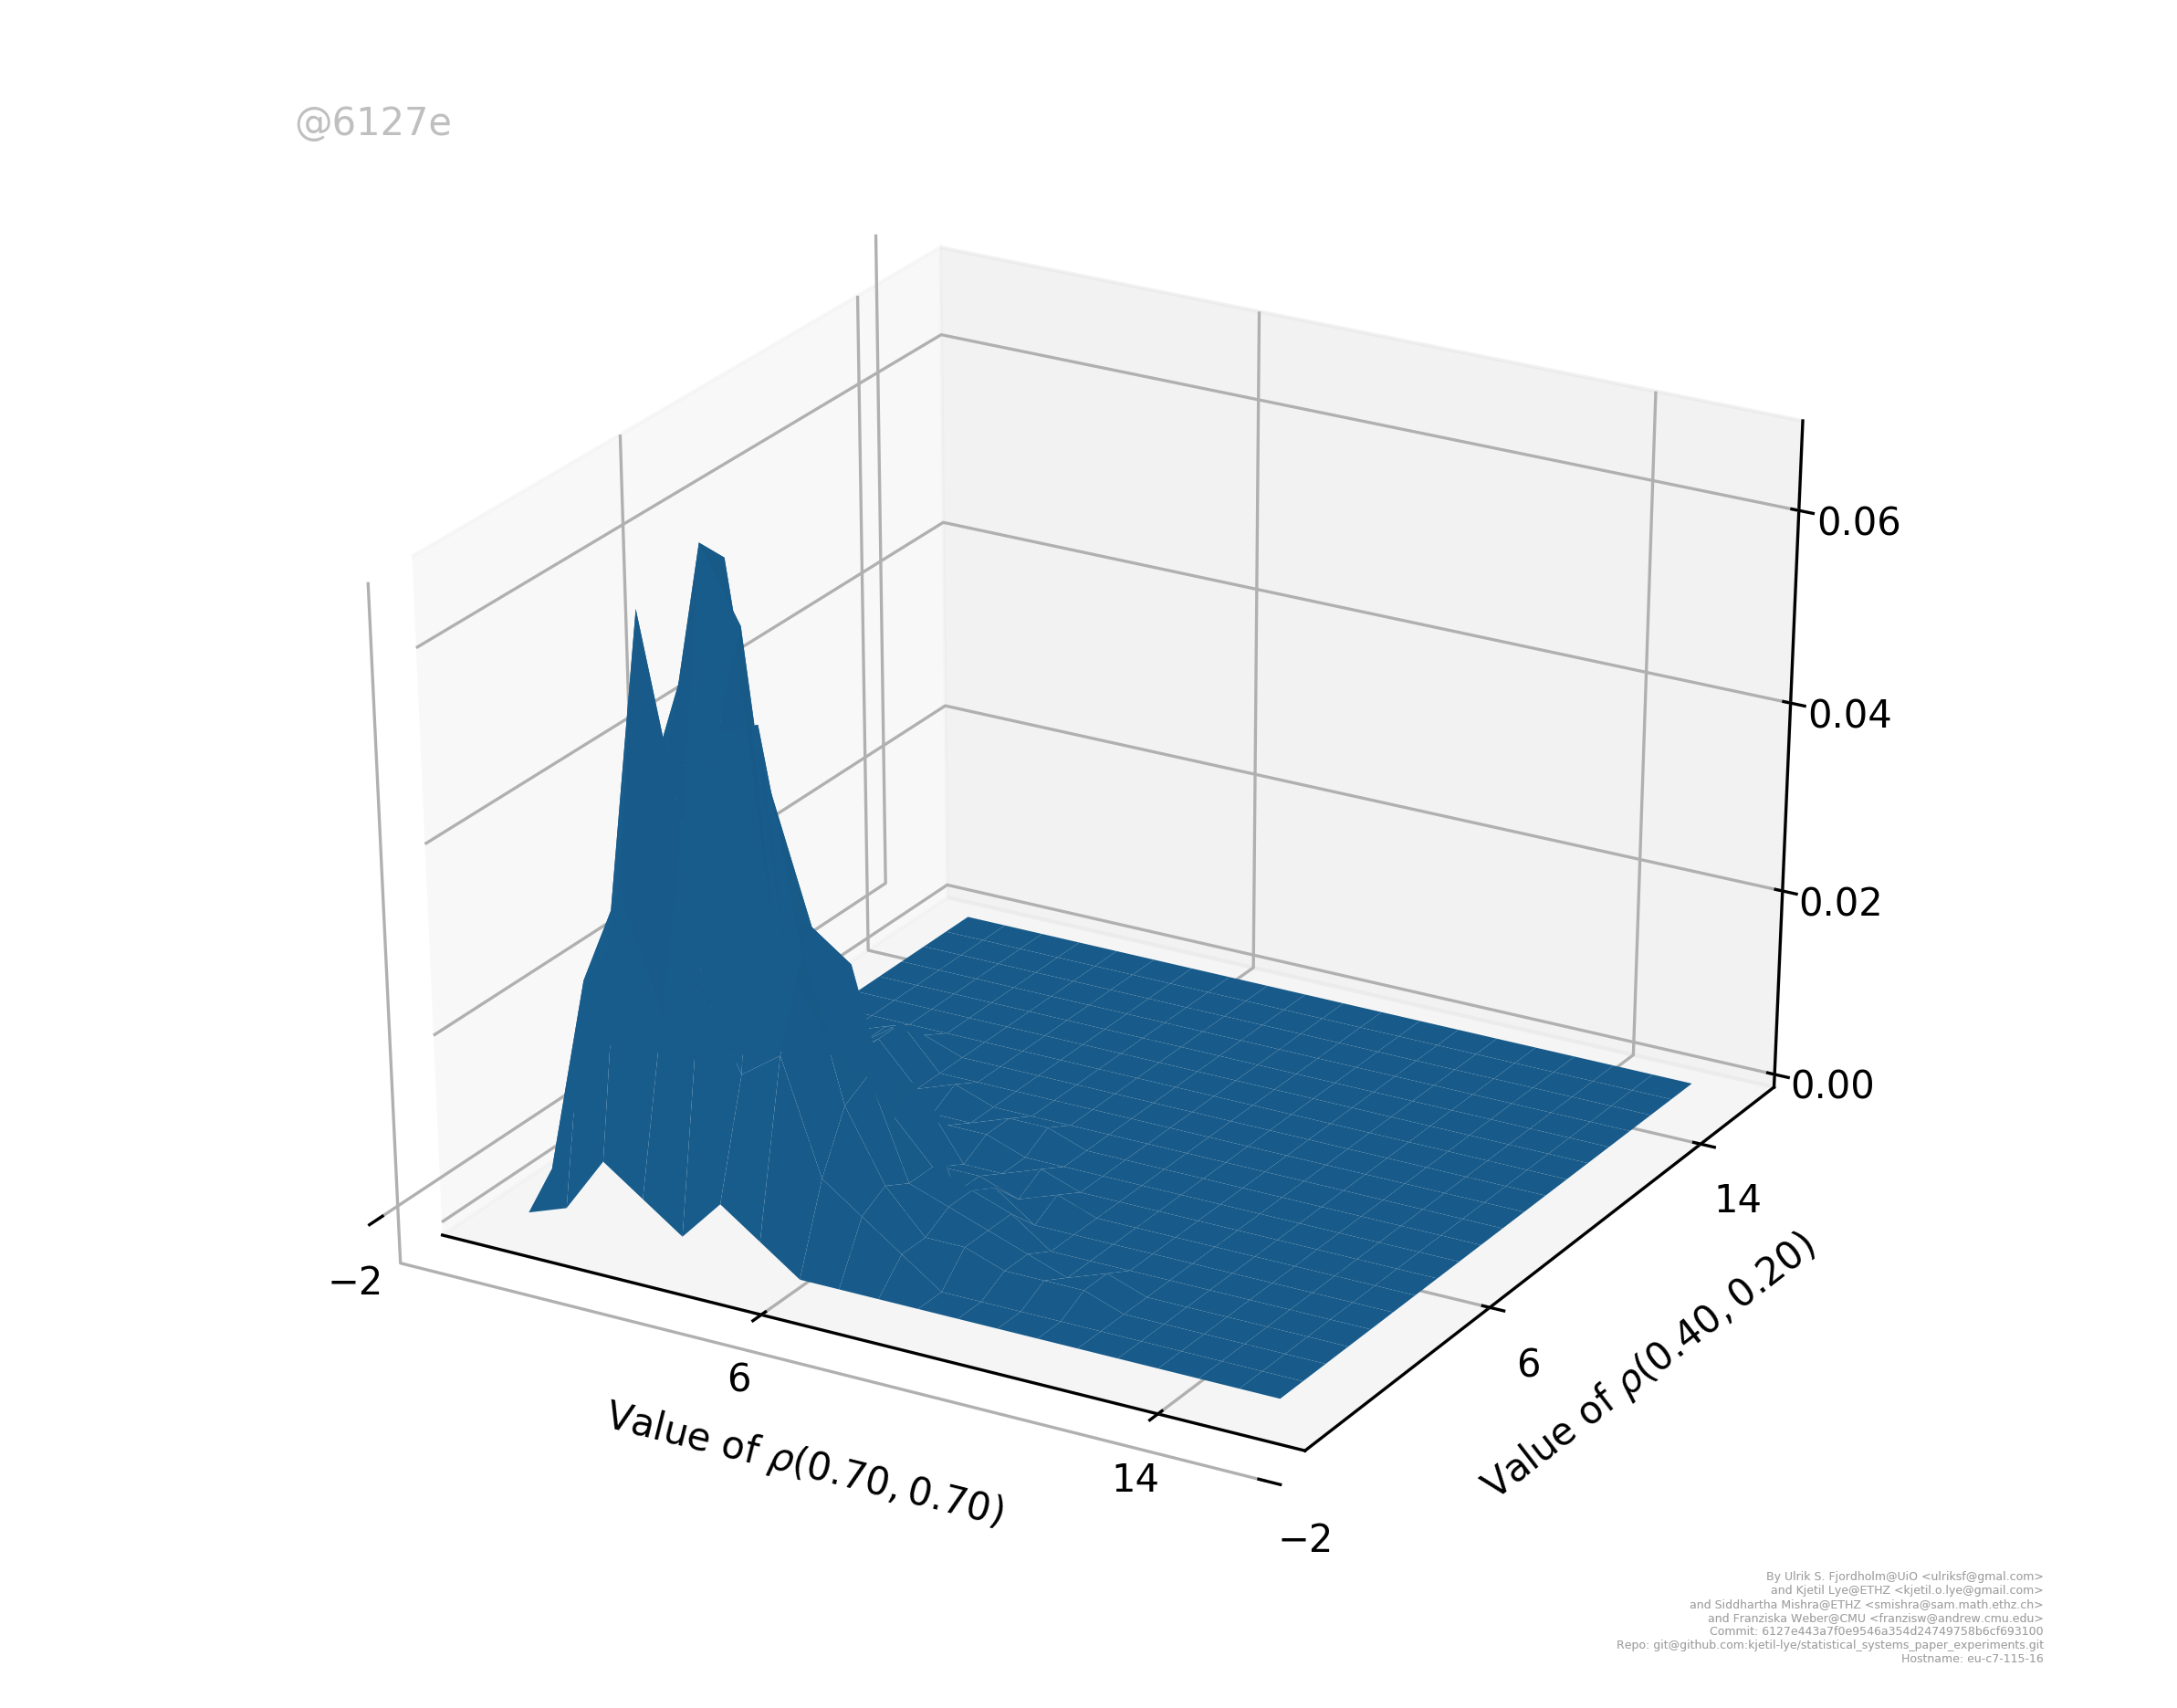 @6127e
0.06
0.04
0.02
0.00
14
6
−2
−2
6
14
Value of ρ(0.70, 0.70)
Value of ρ(0.40, 0.20)
By Ulrik S. Fjordholm@UiO <ulriksf@gmal.com>
and Kjetil Lye@ETHZ <kjetil.o.lye@gmail.com>
and Siddhartha Mishra@ETHZ <smishra@sam.math.ethz.ch>
and Franziska Weber@CMU <franzisw@andrew.cmu.edu>
Commit: 6127e443a7f0e9546a354d24749758b6cf693100
Repo: git@github.com:kjetil-lye/statistical_systems_paper_experiments.git
Hostname: eu-c7-115-16